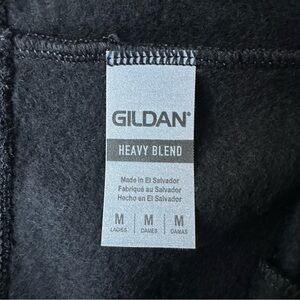 GILDAN®
HEAVY BLEND
Made in El Salvador
Fabriqué au Salvador
Hecho en El Salvador
M | M | M
LADIES | DAMES | DAMAS